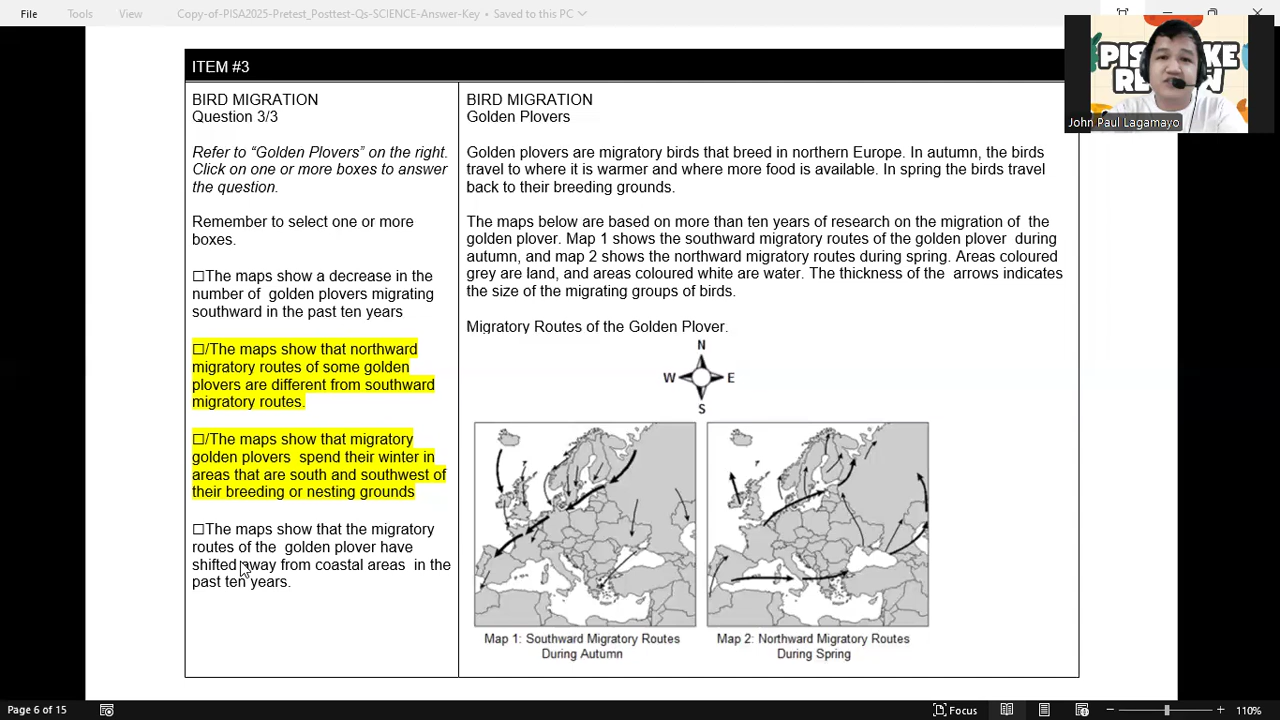 File
Tools
View
Copy-of-PISA2025-Pretest_Posttest-Qs-SCIENCE-Answer-Key • Saved to this PC
John Paul Lagamayo
ITEM #3
BIRD MIGRATION
Question 3/3
Refer to “Golden Plovers” on the right.
Click on one or more boxes to answer
the question.
Remember to select one or more
boxes.
☐The maps show a decrease in the
number of golden plovers migrating
southward in the past ten years
☐/The maps show that northward
migratory routes of some golden
plovers are different from southward
migratory routes.
☐/The maps show that migratory
golden plovers spend their winter in
areas that are south and southwest of
their breeding or nesting grounds
☐The maps show that the migratory
routes of the golden plover have
shifted away from coastal areas in the
past ten years.
BIRD MIGRATION
Golden Plovers
Golden plovers are migratory birds that breed in northern Europe. In autumn, the birds
travel to where it is warmer and where more food is available. In spring the birds travel
back to their breeding grounds.
The maps below are based on more than ten years of research on the migration of the
golden plover. Map 1 shows the southward migratory routes of the golden plover during
autumn, and map 2 shows the northward migratory routes during spring. Areas coloured
grey are land, and areas coloured white are water. The thickness of the arrows indicates
the size of the migrating groups of birds.
Migratory Routes of the Golden Plover.
N
W E
S
Map 1: Southward Migratory Routes
During Autumn
Map 2: Northward Migratory Routes
During Spring
Page 6 of 15
Focus
110%